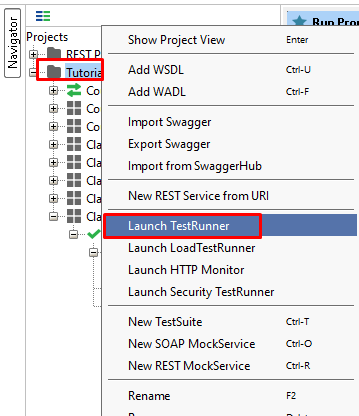 Navigator
Projects
REST P
Tutoria
Co
Co
Co
Cla
Cla
Cla
Cla
Run Pro
Show Project View Enter
Add WSDL Ctrl-U
Add WADL Ctrl-F
Import Swagger
Export Swagger
Import from SwaggerHub
New REST Service from URI
Launch TestRunner
Launch LoadTestRunner
Launch HTTP Monitor
Launch Security TestRunner
New TestSuite Ctrl-T
New SOAP MockService Ctrl-O
New REST MockService Ctrl-R
Rename F2